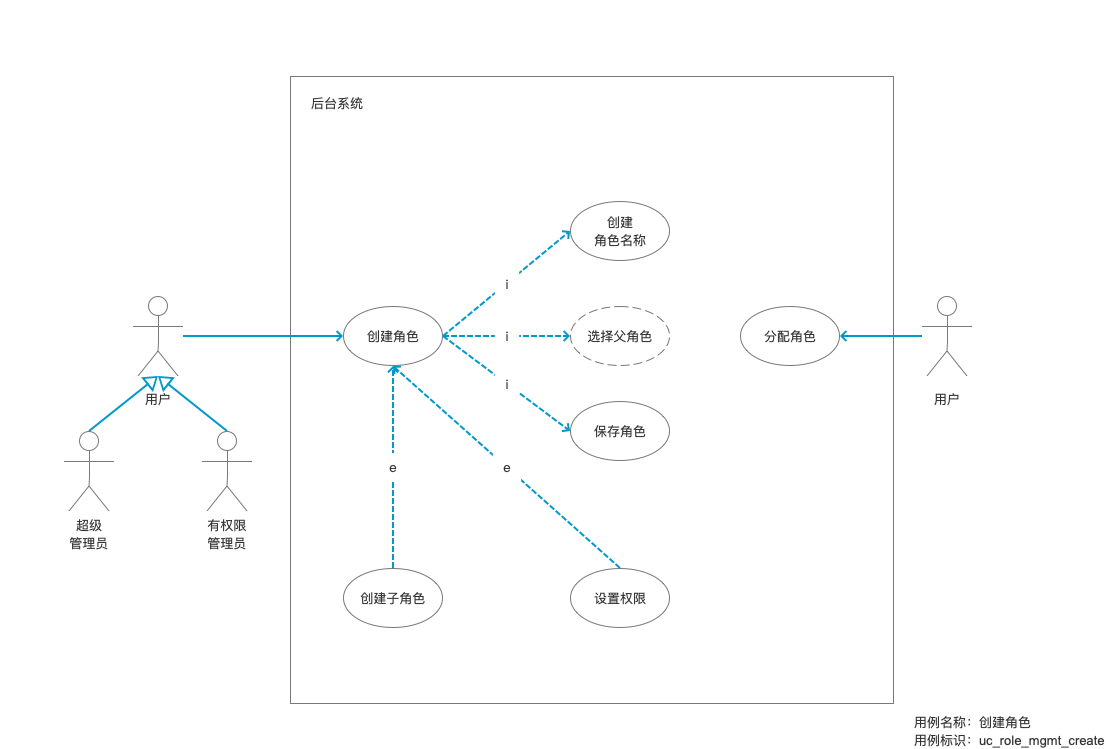 后台系统
创建
角色名称
i
创建角色
i
选择父角色
分配角色
i
用户
用户
保存角色
e
e
超级
管理员
有权限
管理员
创建子角色
设置权限
用例名称：创建角色
用例标识：uc_role_mgmt_create